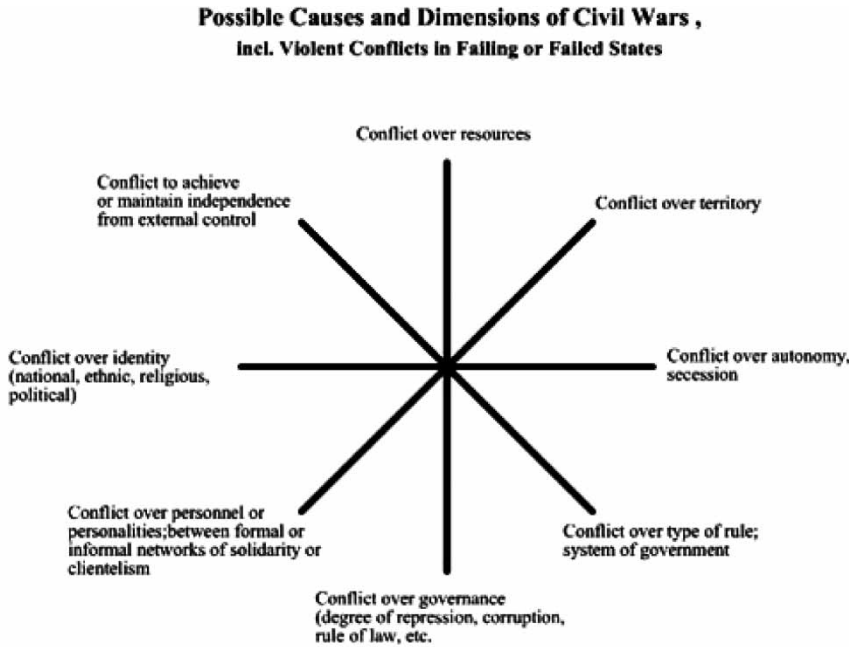 Possible Causes and Dimensions of Civil Wars ,
incl. Violent Conflicts in Failing or Failed States
Conflict over resources
Conflict to achieve
or maintain independence
from external control
Conflict over territory
Conflict over identity
(national, ethnic, religious,
political)
Conflict over autonomy,
secession
Conflict over personnel or
personalities;between formal or
informal networks of solidarity or
clientelism
Conflict over type of rule;
system of government
Conflict over governance
(degree of repression, corruption,
rule of law, etc.